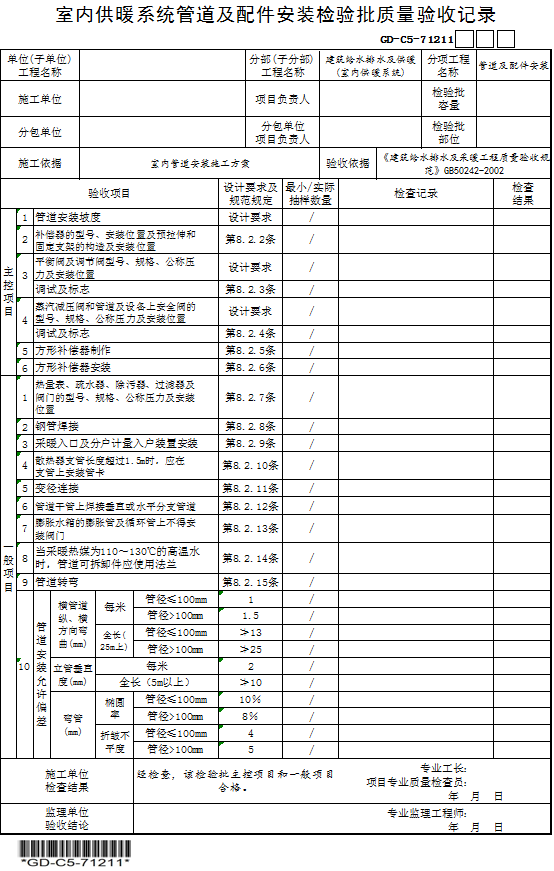 室内供暖系统管道及配件安装检验批质量验收记录
GD-C5-71211
单位(子单位)
工程名称
分部(子分部)
工程名称
建筑给水排水及供暖
(室内供暖系统)
分项工程
名称
管道及配件安装
施工单位
项目负责人
检验批
容量
分包单位
分包单位
项目负责人
检验批
部位
施工依据
室内管道安装施工方案
验收依据
《建筑给水排水及采暖工程质量验收规
范》GB50242-2002
验收项目
设计要求及
规范规定
最小/实际
抽样数量
检查记录
检查
结果
主控项目
1 管道安装坡度 设计要求 /
2 补偿器的型号、安装位置及预拉伸和
固定支架的构造及安装位置 第8.2.2条 /
3 平衡阀及调节阀型号、规格、公称压
力及安装位置 设计要求 /
调试及标志 第8.2.3条 /
4 蒸汽减压阀和管道及设备上安全阀的
型号、规格、公称压力及安装位置 设计要求 /
调试及标志 第8.2.4条 /
5 方形补偿器制作 第8.2.5条 /
6 方形补偿器安装 第8.2.6条 /
一般项目
1 热量表、疏水器、除污器、过滤器及
阀门的型号、规格、公称压力及安装
位置 第8.2.7条 /
2 钢管焊接 第8.2.8条 /
3 采暖入口及分户计量入户装置安装 第8.2.9条 /
4 散热器支管长度超过1.5m时，应在
支管上安装管卡 第8.2.10条 /
5 变径连接 第8.2.11条 /
6 管道干管上焊接垂直或水平分支管道 第8.2.12条 /
7 膨胀水箱的膨胀管及循环管上不得安
装阀门 第8.2.13条 /
8 当采暖热媒为110～130℃的高温水
时，管道可拆卸件应使用法兰 第8.2.14条 /
9 管道转弯 第8.2.15条 /
10 管道安装允许偏差
横管道
纵、横
方向弯
曲(mm)
每米 管径≤100mm 1 /
管径>100mm 1.5 /
全长(
25m上)
管径≤100mm ＞13 /
管径>100mm ＞25 /
立管垂直
度(mm)
每米 2 /
全长（5m以上） ＞10 /
弯管
(mm)
椭圆
率
管径≤100mm 10% /
管径>100mm 8% /
折皱不
平度
管径≤100mm 4 /
管径>100mm 5 /
施工单位
检查结果
经检查，该检验批主控项目和一般项目
合格。
专业工长：
项目专业质量检查员：
年 月 日
监理单位
验收结论
专业监理工程师：
年 月 日
*GD-C5-71211*